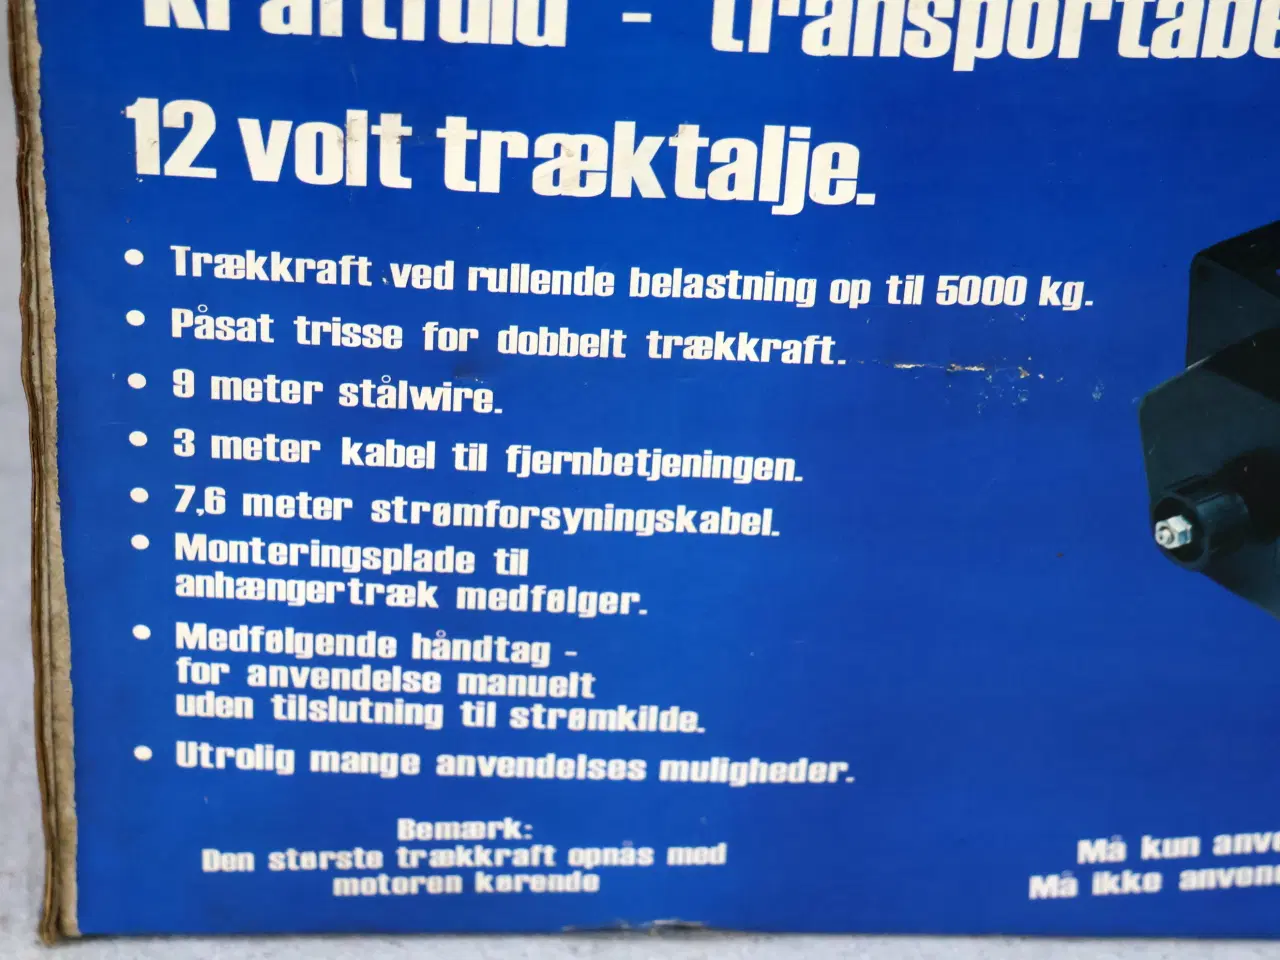 Kraftfuld - transportabel
12 volt træktalje.
• Trækkraft ved rullende belastning op til 5000 kg.
• Påsat trisse for dobbelt trækkraft.
• 9 meter stålwire.
• 3 meter kabel til fjernbetjeningen.
• 7,6 meter strømforsyningskabel.
• Monteringsplade til
anhængertræk medfølger.
• Medfølgende håndtag -
for anvendelse manuelt
uden tilslutning til strømkilde.
• Utrolig mange anvendelses muligheder.
Bemærk:
Den største trækkraft opnås med
motoren kørende
Må kun
Må ikke